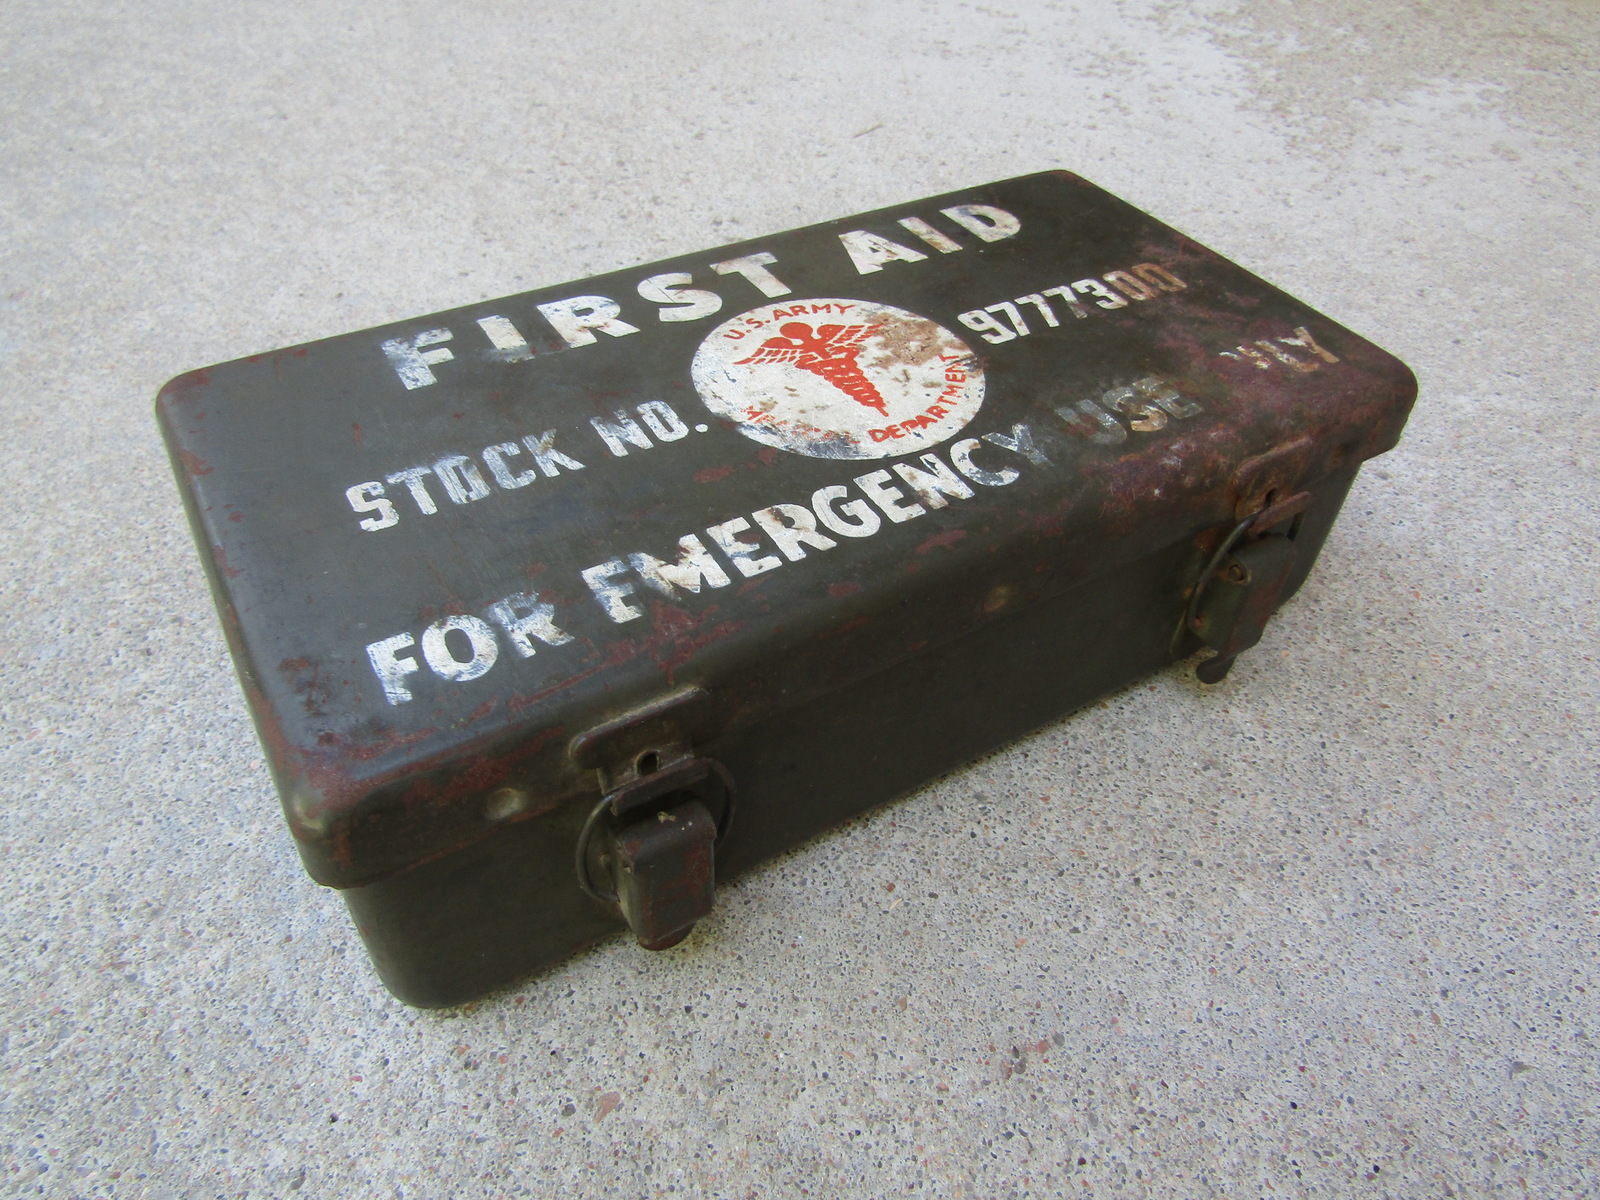 FIRST AID
U.S. ARMY
DEPARTMENT
STOCK NO. 9777300
FOR EMERGENCY USE